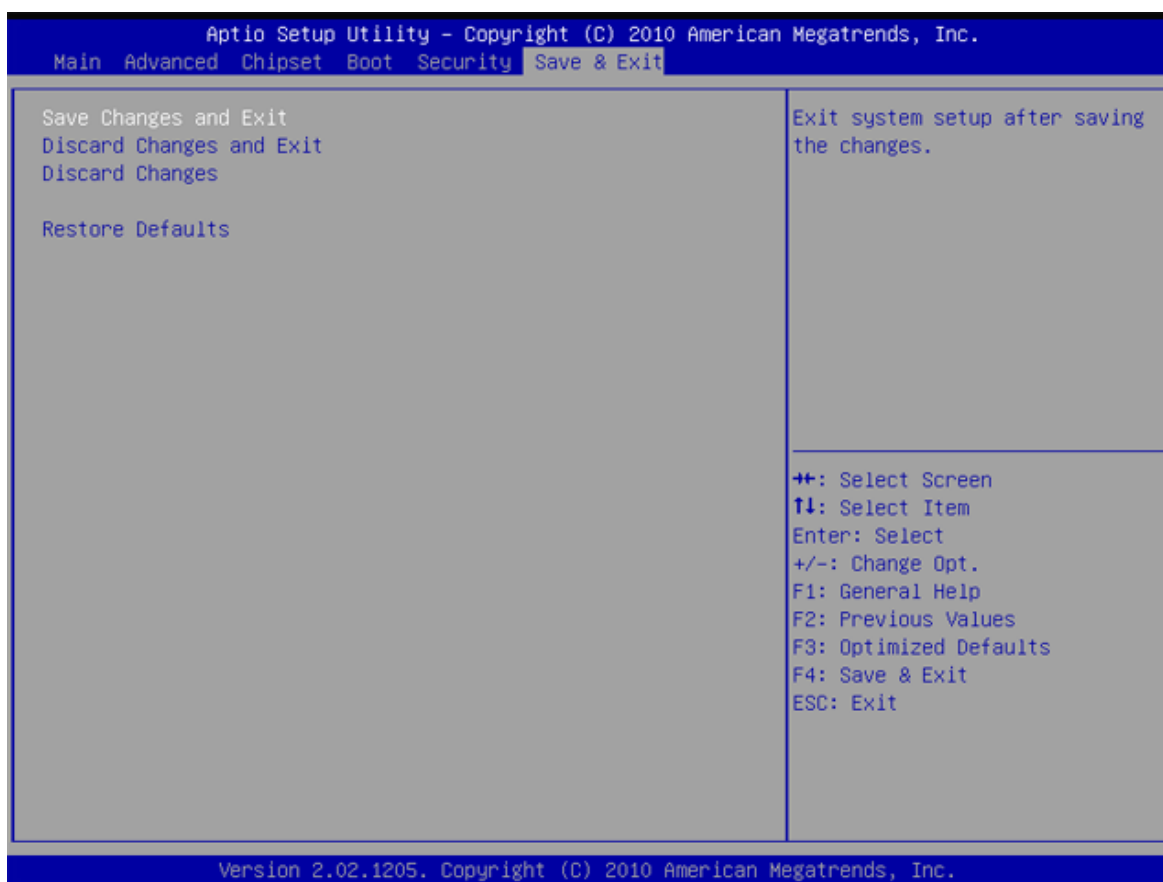 Aptio Setup Utility – Copyright (C) 2010 American Megatrends, Inc.
Main Advanced Chipset Boot Security Save & Exit
Save Changes and Exit
Discard Changes and Exit
Discard Changes
Restore Defaults
Exit system setup after saving
the changes.
→←: Select Screen
↑↓: Select Item
Enter: Select
+/-: Change Opt.
F1: General Help
F2: Previous Values
F3: Optimized Defaults
F4: Save & Exit
ESC: Exit
Version 2.02.1205. Copyright (C) 2010 American Megatrends, Inc.